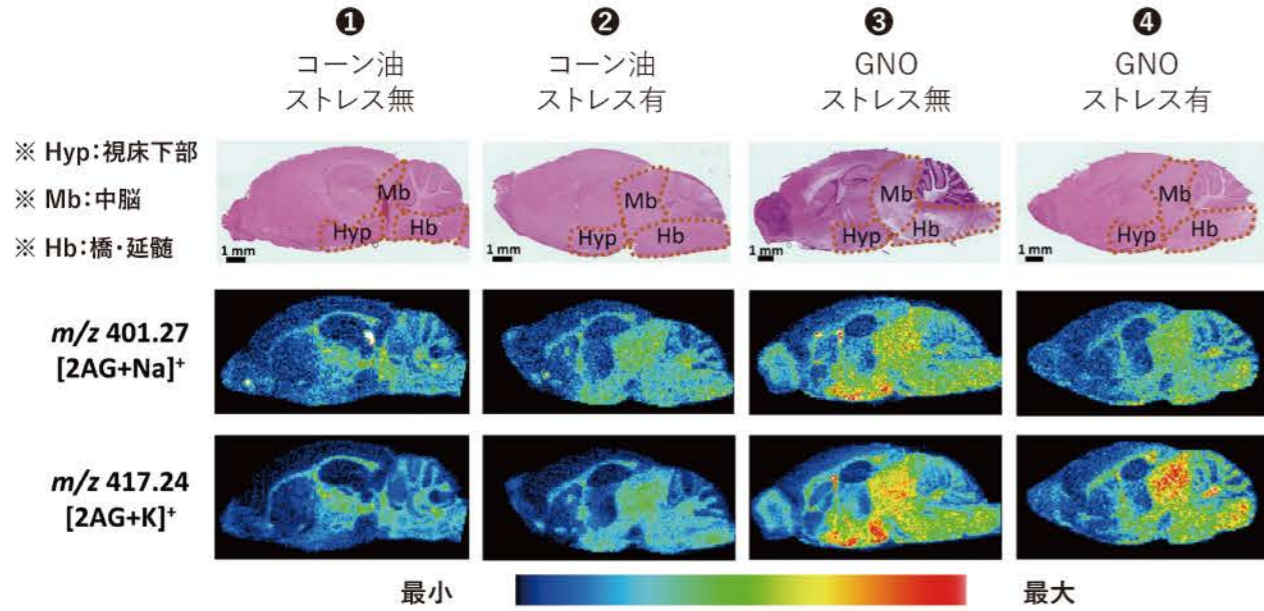 ❶
コーン油
ストレス無
❷
コーン油
ストレス有
❸
GNO
ストレス無
❹
GNO
ストレス有
※ Hyp:視床下部
※ Mb:中脳
※ Hb:橋・延髄
Mb
Hyp
Hb
1 mm
Mb
Hyp
Hb
1 mm
Mb
Hyp
Hb
1 mm
Mb
Hyp
Hb
1 mm
m/z 401.27
[2AG+Na]⁺
m/z 417.24
[2AG+K]⁺
最小
最大